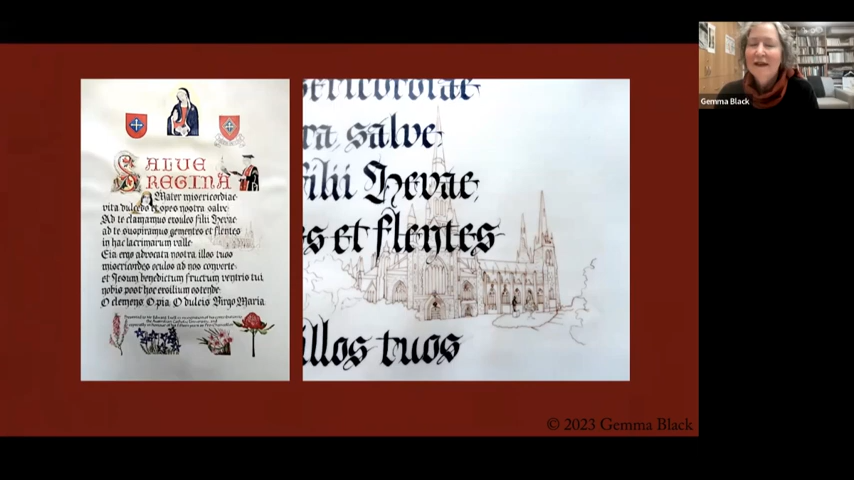 SALVE
REGINA
Mater misericordiae
vita dulcedo et spes nostra salve
Ad te clamamus exsules filii Hevae
ad te suspiramus gementes et flentes
in hac lacrimarum valle
Eia ergo advocata nostra illos tuos
misericordes oculos ad nos converte
et Jesum benedictum fructum ventris tui
nobis post hoc exsilium ostende
O clemens O pia O dulcis Virgo Maria
sericordiae
ra salve
filii Hevae
s et flentes
illos tuos
© 2023 Gemma Black
Gemma Black